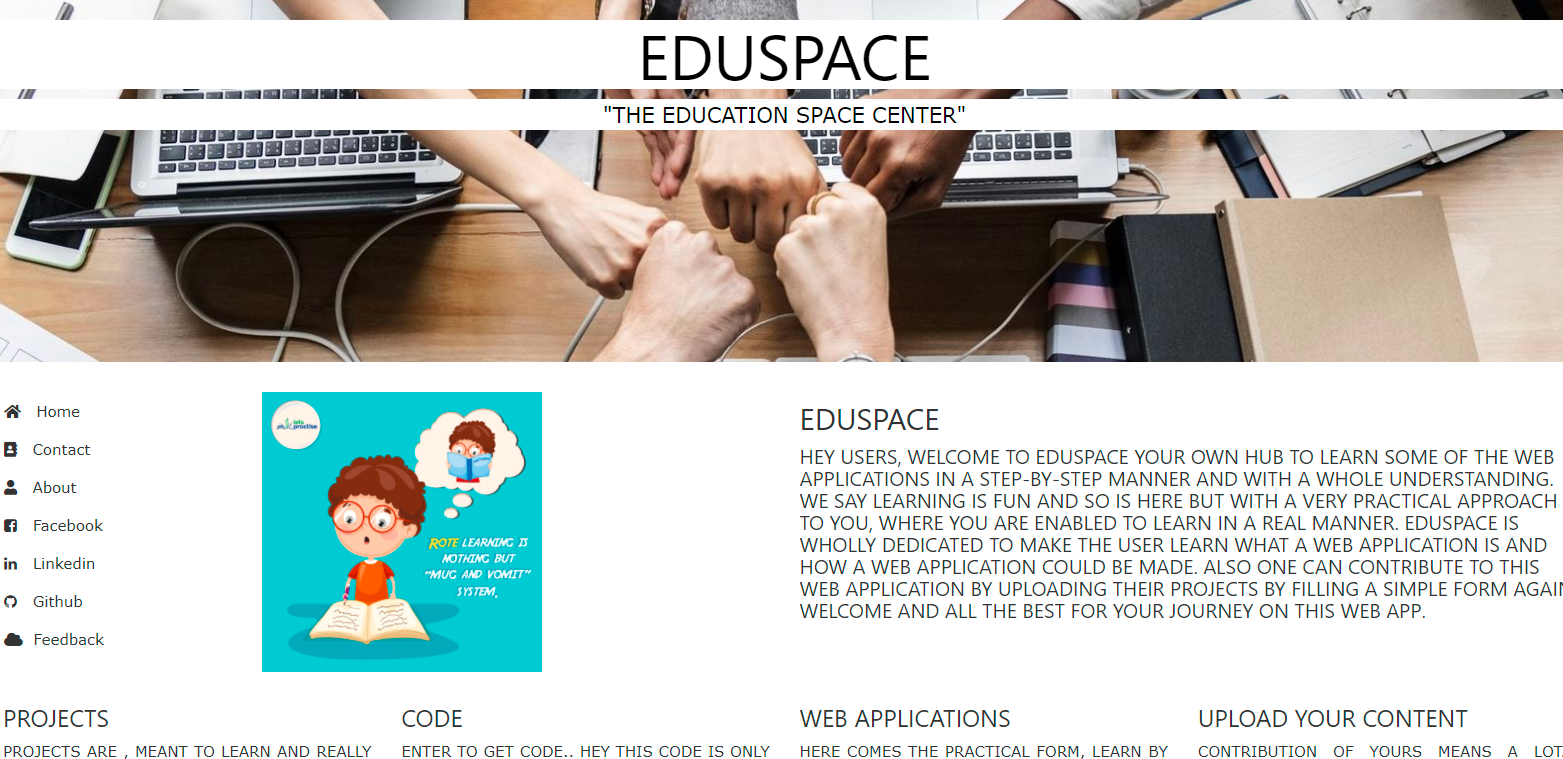 EDUSPACE
"THE EDUCATION SPACE CENTER"
Home
Contact
About
Facebook
Linkedin
Github
Feedback
lets
practise
ROTE LEARNING IS
NOTHING BUT
"MUG AND VOMIT"
SYSTEM.
EDUSPACE
HEY USERS, WELCOME TO EDUSPACE YOUR OWN HUB TO LEARN SOME OF THE WEB
APPLICATIONS IN A STEP-BY-STEP MANNER AND WITH A WHOLE UNDERSTANDING.
WE SAY LEARNING IS FUN AND SO IS HERE BUT WITH A VERY PRACTICAL APPROACH
TO YOU, WHERE YOU ARE ENABLED TO LEARN IN A REAL MANNER. EDUSPACE IS
WHOLLY DEDICATED TO MAKE THE USER LEARN WHAT A WEB APPLICATION IS AND
HOW A WEB APPLICATION COULD BE MADE. ALSO ONE CAN CONTRIBUTE TO THIS
WEB APPLICATION BY UPLOADING THEIR PROJECTS BY FILLING A SIMPLE FORM AGAIN
WELCOME AND ALL THE BEST FOR YOUR JOURNEY ON THIS WEB APP.
PROJECTS
PROJECTS ARE , MEANT TO LEARN AND REALLY
CODE
ENTER TO GET CODE.. HEY THIS CODE IS ONLY
WEB APPLICATIONS
HERE COMES THE PRACTICAL FORM, LEARN BY
UPLOAD YOUR CONTENT
CONTRIBUTION OF YOURS MEANS A LOT.